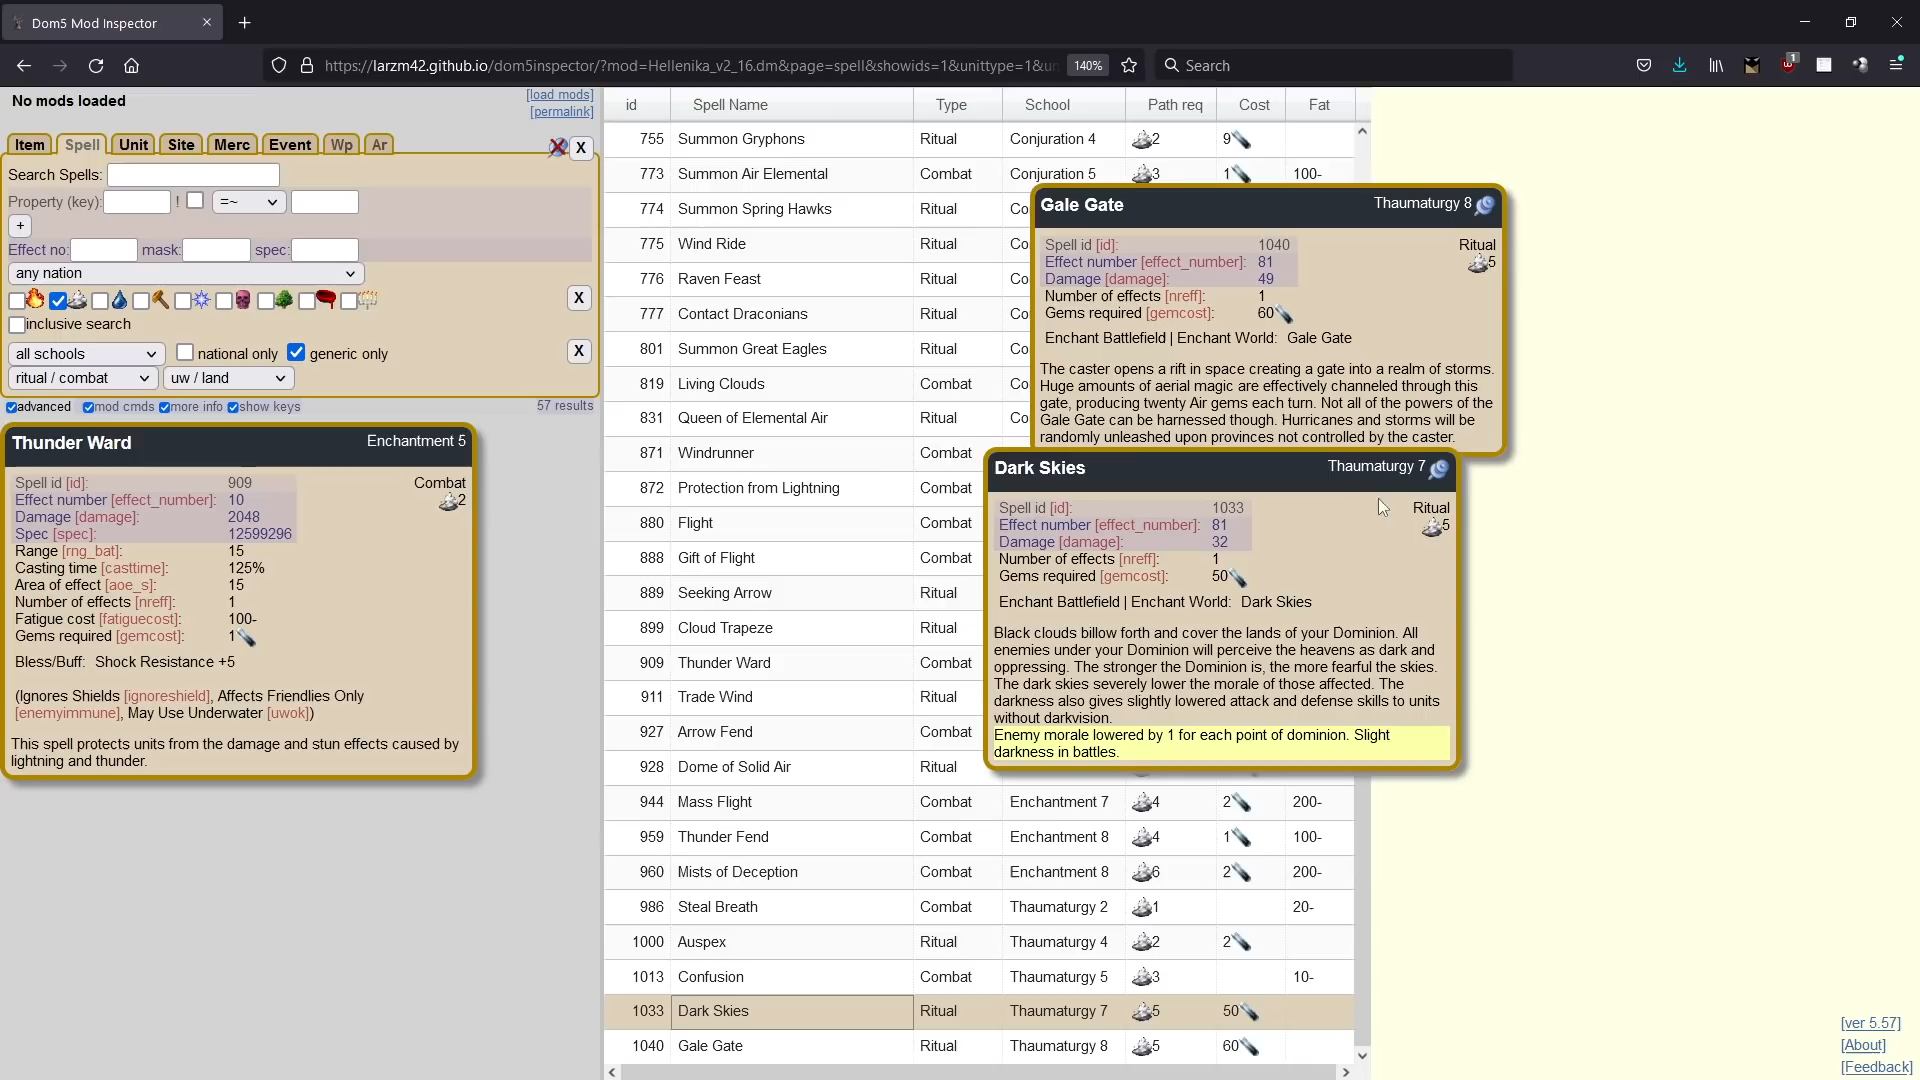 Dom5 Mod Inspector
https://larzm42.github.io/dom5inspector/?mod=Hellenika_v2_16.dm&page=spell&showids=1&unittype=1&un
140%
Search
1
No mods loaded
[load mods]
[permalink]
Item Spell Unit Site Merc Event Wp Ar
X
Search Spells:
Property (key): ! =~
+
Effect no: mask: spec:
any nation
X
inclusive search
all schools national only generic only X
ritual / combat uw / land
advanced mod cmds more info show keys 57 results
Thunder Ward Enchantment 5
Spell id [id]: 909 Combat
Effect number [effect_number]: 10 2
Damage [damage]: 2048
Spec [spec]: 12599296
Range [rng_bat]: 15
Casting time [casttime]: 125%
Area of effect [aoe_s]: 15
Number of effects [nreff]: 1
Fatigue cost [fatiguecost]: 100-
Gems required [gemcost]: 1
Bless/Buff: Shock Resistance +5
(Ignores Shields [ignoreshield], Affects Friendlies Only
[enemyimmune], May Use Underwater [uwok])
This spell protects units from the damage and stun effects caused by
lightning and thunder.
id Spell Name Type School Path req Cost Fat
755 Summon Gryphons Ritual Conjuration 4 2 9
773 Summon Air Elemental Combat Conjuration 5 3 1 100-
774 Summon Spring Hawks Ritual Co
775 Wind Ride Ritual Co
776 Raven Feast Ritual Co
777 Contact Draconians Ritual Co
801 Summon Great Eagles Ritual Co
819 Living Clouds Combat Co
831 Queen of Elemental Air Ritual Co
871 Windrunner Combat
872 Protection from Lightning Combat
880 Flight Combat
888 Gift of Flight Combat
889 Seeking Arrow Ritual
899 Cloud Trapeze Ritual
909 Thunder Ward Combat
911 Trade Wind Ritual
927 Arrow Fend Combat
928 Dome of Solid Air Ritual
944 Mass Flight Combat Enchantment 7 4 2 200-
959 Thunder Fend Combat Enchantment 8 4 1 100-
960 Mists of Deception Combat Enchantment 8 6 2 200-
986 Steal Breath Combat Thaumaturgy 2 1 20-
1000 Auspex Ritual Thaumaturgy 4 2 2
1013 Confusion Combat Thaumaturgy 5 3 10-
1033 Dark Skies Ritual Thaumaturgy 7 5 50
1040 Gale Gate Ritual Thaumaturgy 8 5 60
Gale Gate Thaumaturgy 8
Spell id [id]: 1040 Ritual
Effect number [effect_number]: 81 5
Damage [damage]: 49
Number of effects [nreff]: 1
Gems required [gemcost]: 60
Enchant Battlefield | Enchant World: Gale Gate
The caster opens a rift in space creating a gate into a realm of storms.
Huge amounts of aerial magic are effectively channeled through this
gate, producing twenty Air gems each turn. Not all of the powers of the
Gale Gate can be harnessed though. Hurricanes and storms will be
randomly unleashed upon provinces not controlled by the caster.
Dark Skies Thaumaturgy 7
Spell id [id]: 1033 Ritual
Effect number [effect_number]: 81 5
Damage [damage]: 32
Number of effects [nreff]: 1
Gems required [gemcost]: 50
Enchant Battlefield | Enchant World: Dark Skies
Black clouds billow forth and cover the lands of your Dominion. All
enemies under your Dominion will perceive the heavens as dark and
oppressing. The stronger the Dominion is, the more fearful the skies.
The dark skies severely lower the morale of those affected. The
darkness also gives slightly lowered attack and defense skills to units
without darkvision.
Enemy morale lowered by 1 for each point of dominion. Slight
darkness in battles.
[ver 5.57]
[About]
[Feedback]